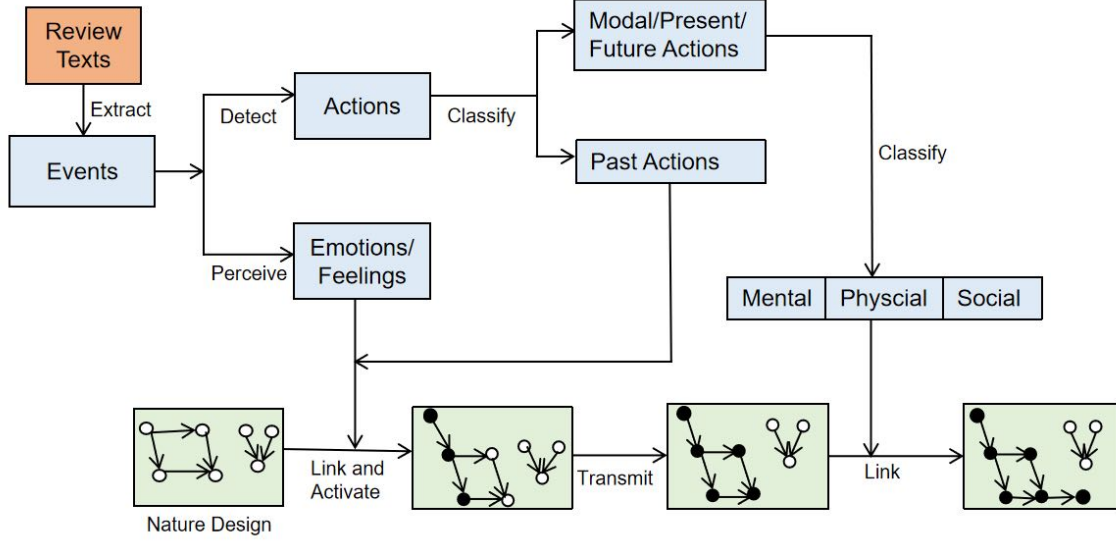 Review
Texts
Extract
Events
Detect
Perceive
Actions
Emotions/
Feelings
Classify
Modal/Present/
Future Actions
Past Actions
Classify
Mental
Physcial
Social
Nature Design
Link and
Activate
Transmit
Link